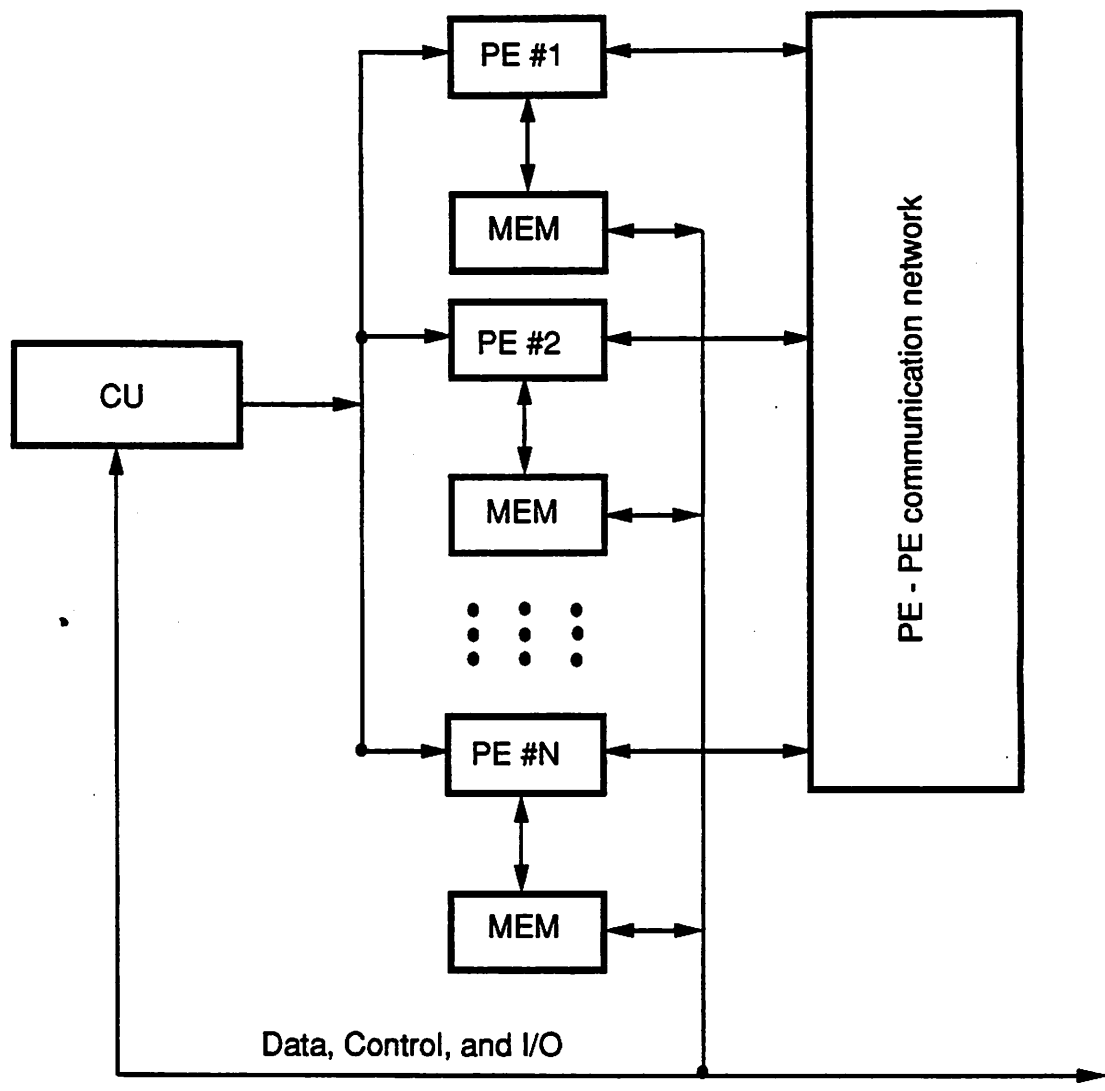 PE #1
MEM
PE #2
CU
MEM
PE - PE communication network
PE #N
MEM
Data, Control, and I/O